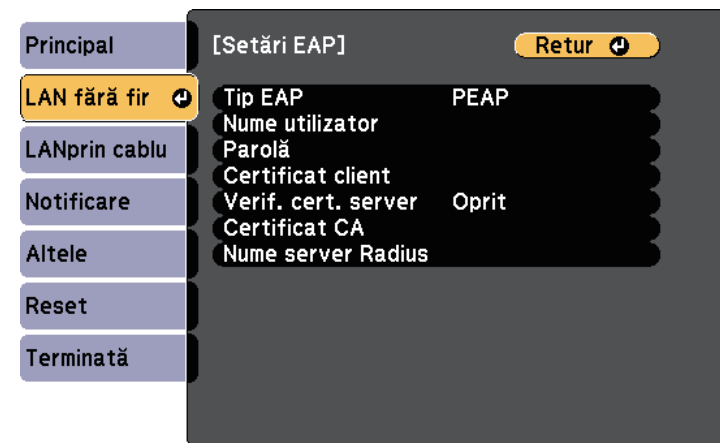 Principal
LAN fără fir
LANprin cablu
Notificare
Altele
Reset
Terminată
[Setări EAP]
Retur
Tip EAP PEAP
Nume utilizator
Parolă
Certificat client
Verif. cert. server Oprit
Certificat CA
Nume server Radius